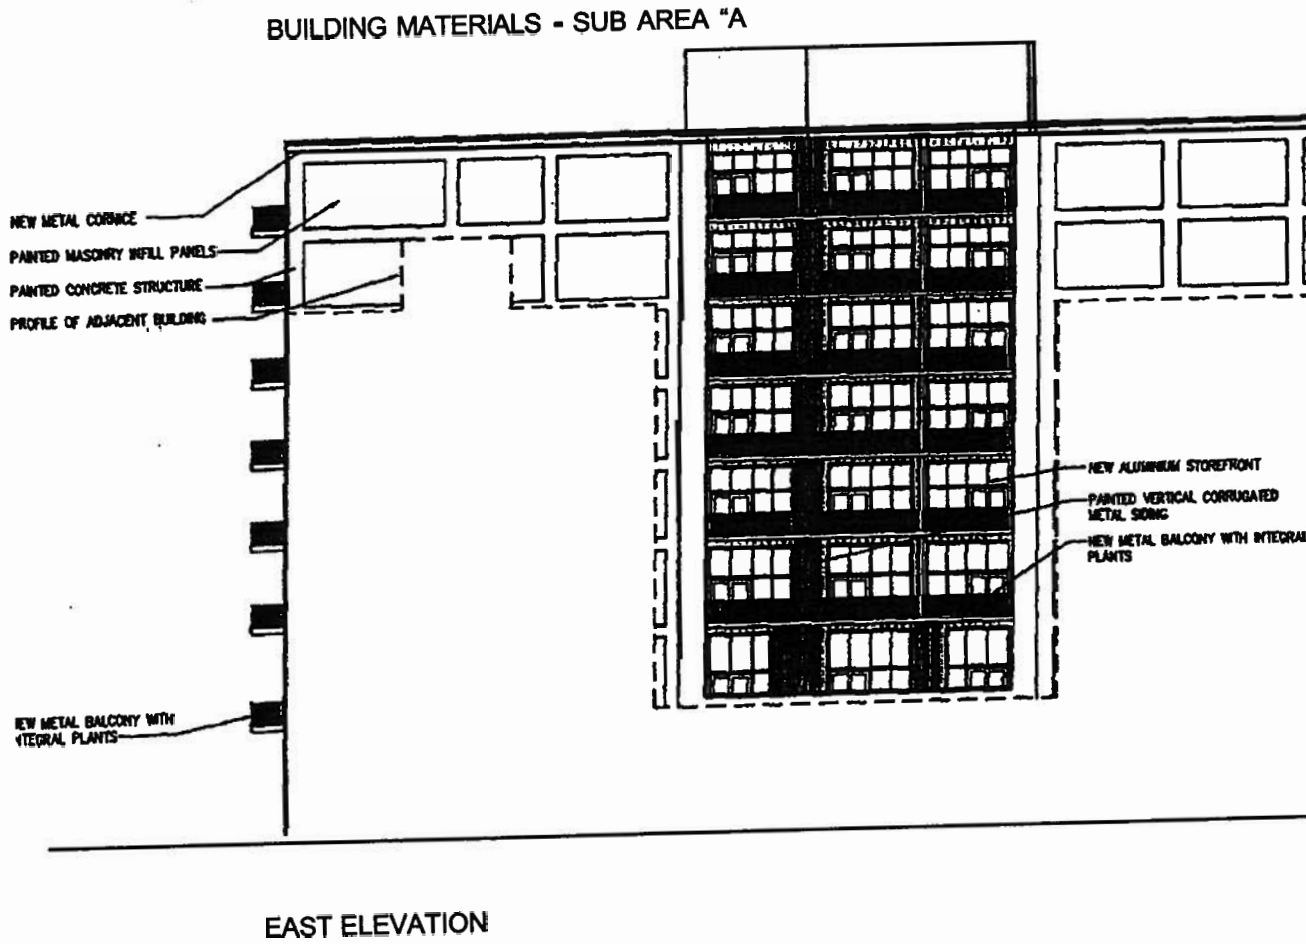 BUILDING MATERIALS - SUB AREA "A
NEW METAL CORNICE
PAINTED MASONRY INFILL PANELS
PAINTED CONCRETE STRUCTURE
PROFILE OF ADJACENT BUILDING
NEW ALUMINIUM STOREFRONT
PAINTED VERTICAL CORRUGATED
METAL SIDING
NEW METAL BALCONY WITH INTEGRAL
PLANTS
EW METAL BALCONY WITH
NTEGRAL PLANTS
EAST ELEVATION